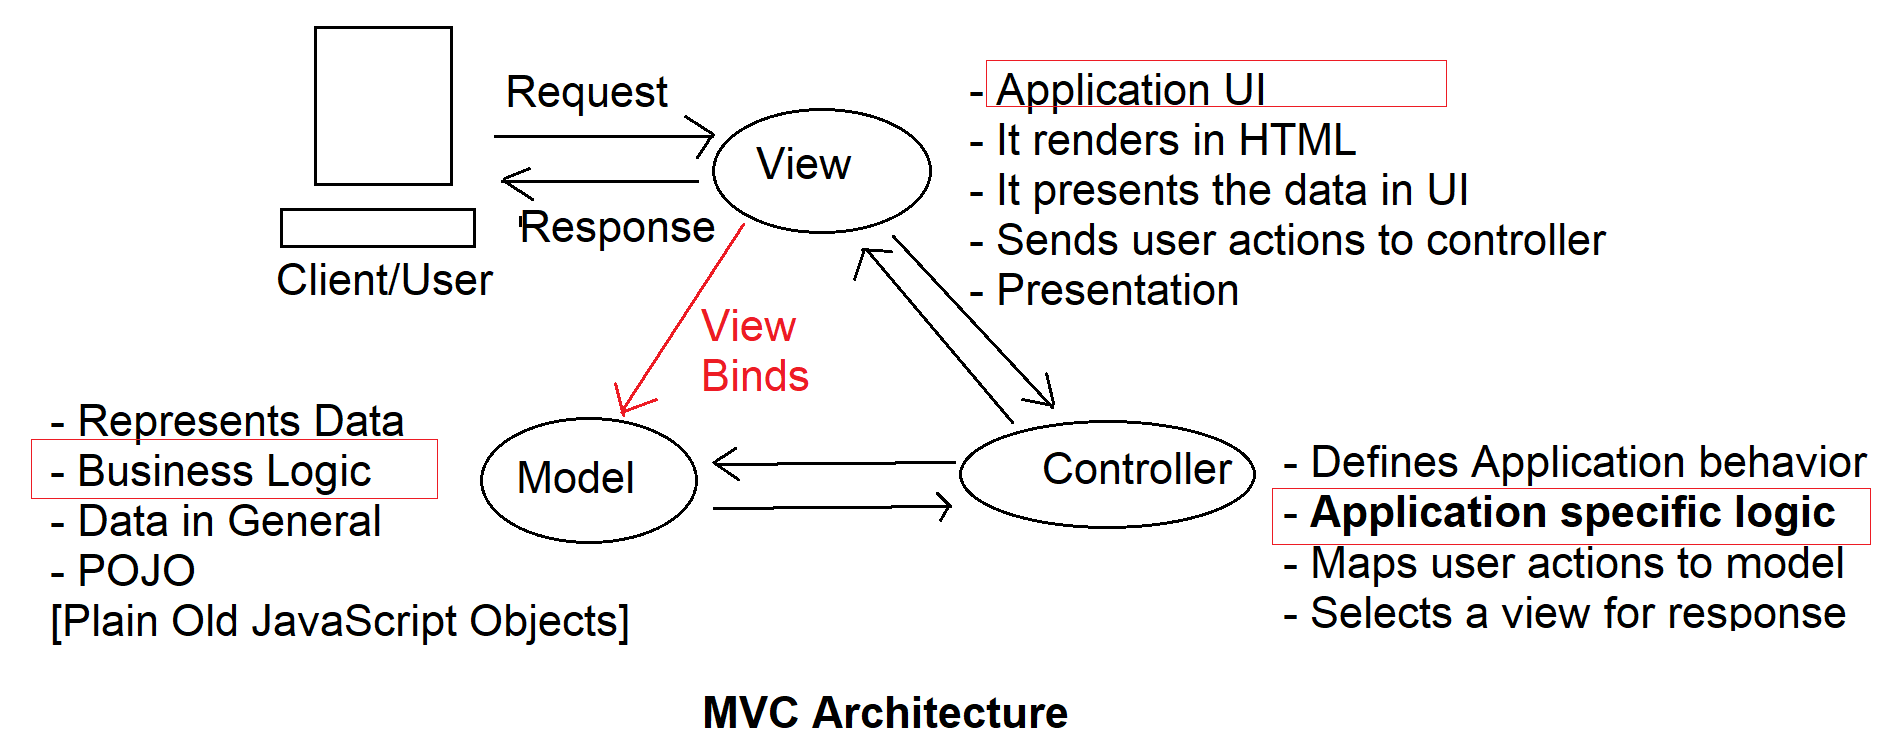 Request
View
Response
Client/User
- Application UI
- It renders in HTML
- It presents the data in UI
- Sends user actions to controller
- Presentation
View
Binds
- Represents Data
- Business Logic
- Data in General
- POJO
[Plain Old JavaScript Objects]
Model
Controller
- Defines Application behavior
- Application specific logic
- Maps user actions to model
- Selects a view for response
MVC Architecture